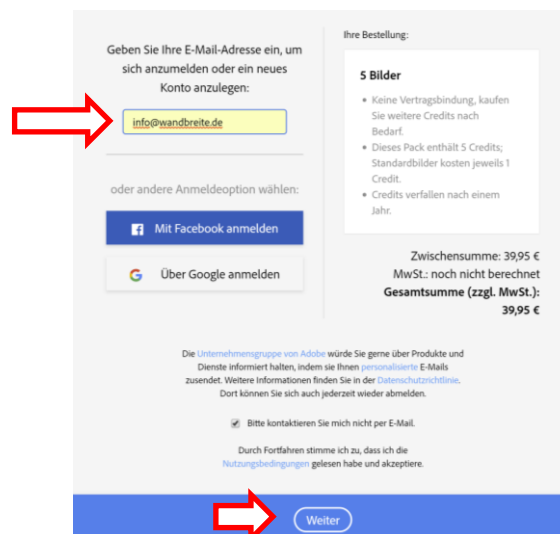 Geben Sie Ihre E-Mail-Adresse ein, um
sich anzumelden oder ein neues
Konto anzulegen:
info@wandbreite.de
oder andere Anmeldeoption wählen:
Mit Facebook anmelden
Über Google anmelden
Ihre Bestellung:
5 Bilder
• Keine Vertragsbindung, kaufen
Sie weitere Credits nach
Bedarf.
• Dieses Pack enthält 5 Credits;
Standardbilder kosten jeweils 1
Credit.
• Credits verfallen nach einem
Jahr.
Zwischensumme: 39,95 €
MwSt.: noch nicht berechnet
Gesamtsumme (zzgl. MwSt.):
39,95 €
Die Unternehmensgruppe von Adobe würde Sie gerne über Produkte und
Dienste informiert halten, indem sie Ihnen personalisierte E-Mails
zusendet. Weitere Informationen finden Sie in der Datenschutzrichtlinie.
Dort können Sie sich auch jederzeit wieder abmelden.
Bitte kontaktieren Sie mich nicht per E-Mail.
Durch Fortfahren stimme ich zu, dass ich die
Nutzungsbedingungen gelesen habe und akzeptiere.
Weiter